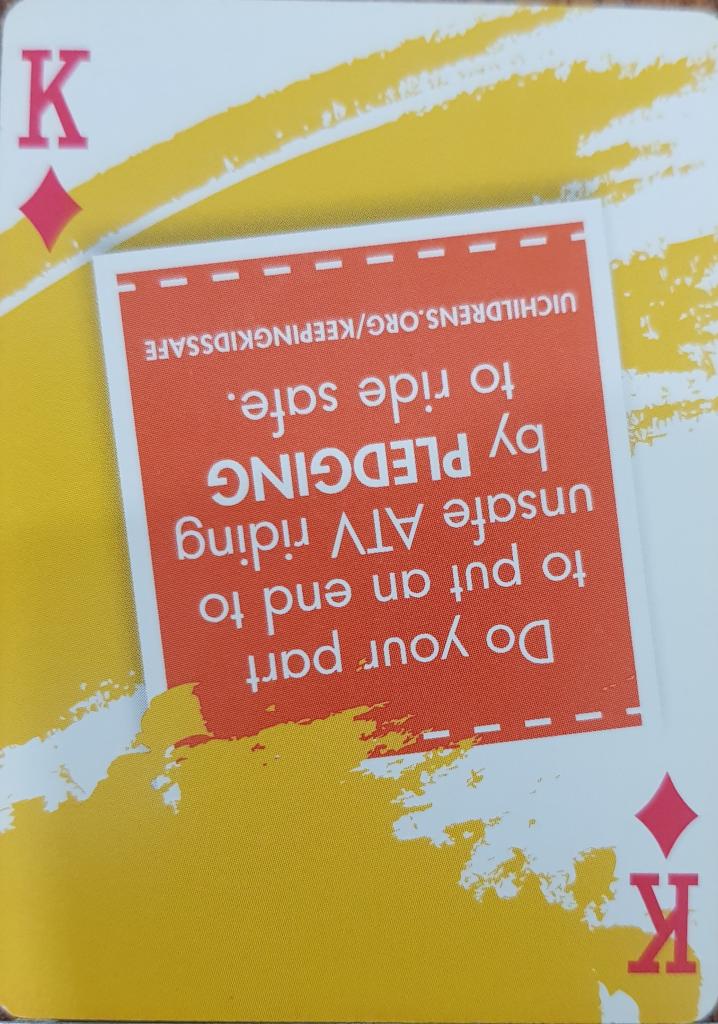 K
Do your part
to put an end to
unsafe ATV riding
by PLEDGING
to ride safe.
UICHILDRENS.ORG/KEEPINGKIDSSAFE
K